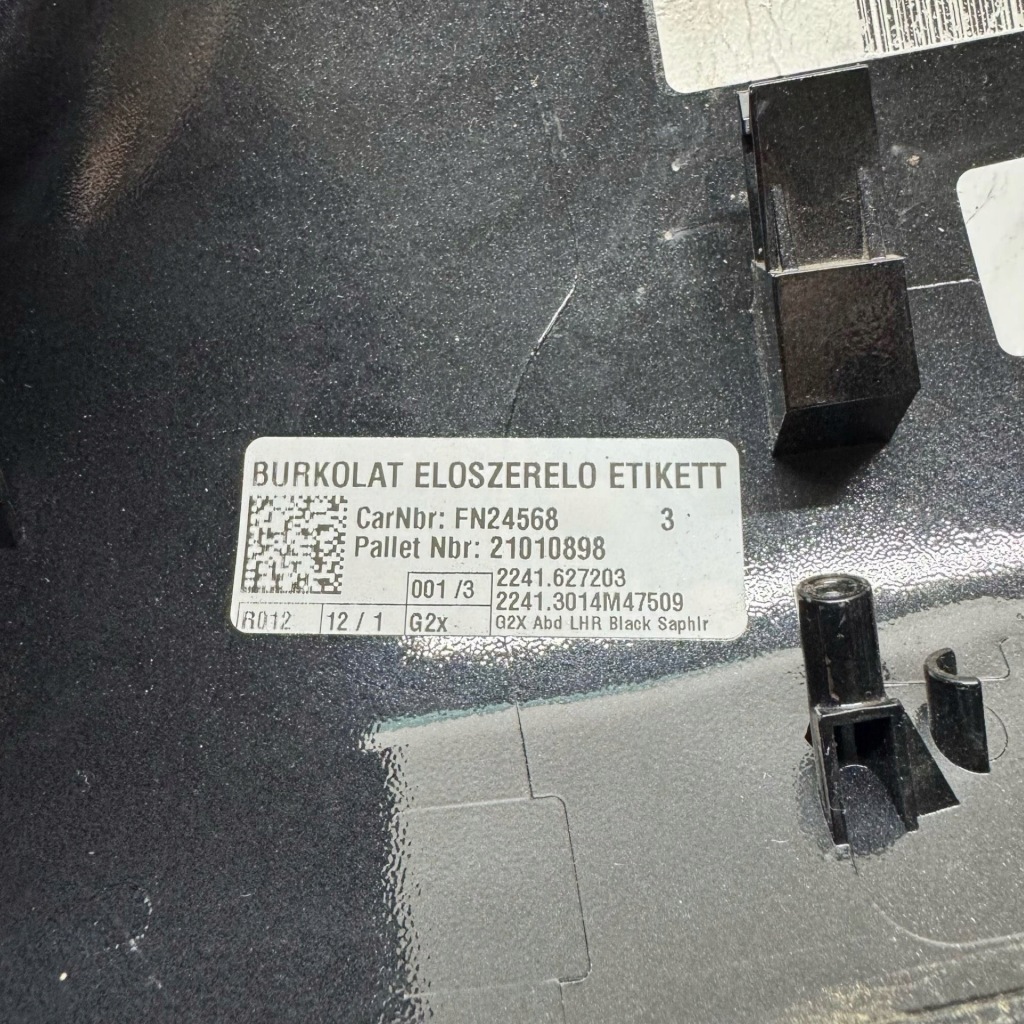 BURKOLAT ELOSZERELO ETIKETT
CarNbr: FN24568 3
Pallet Nbr: 21010898
001 /3 2241.627203
2241.3014M47509
R012 12 / 1 G2x G2X Abd LHR Black Saphir